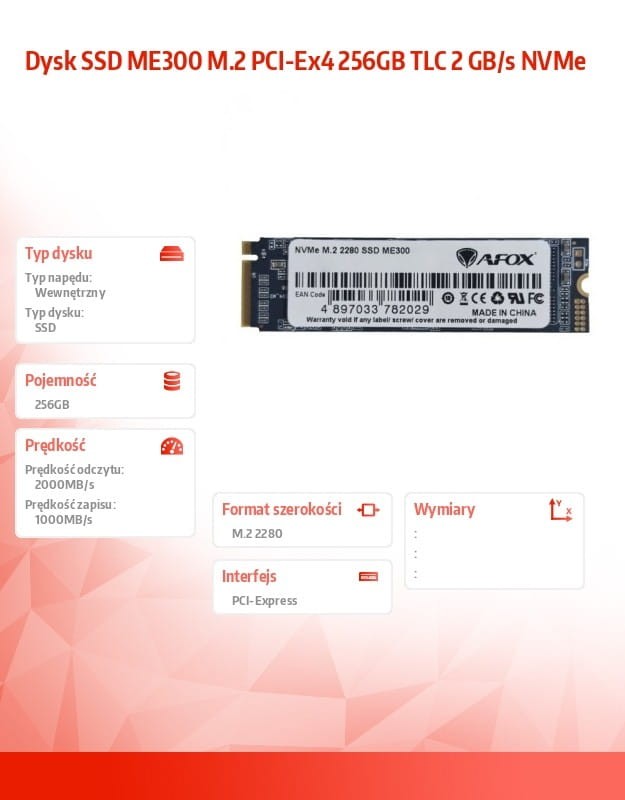 Dysk SSD ME300 M.2 PCI-Ex4 256GB TLC 2 GB/s NVMe
Typ dysku
Typ napędu:
Wewnętrzny
Typ dysku:
SSD
NVMe M.2 2280 SSD ME300
AFOX
EAN Code
4 897033 782029
CE
FC
MADE IN CHINA
Warranty void if any label/ screw/ cover are removed or damaged
Pojemność
256GB
Prędkość
Prędkość odczytu:
2000MB/s
Prędkość zapisu:
1000MB/s
Format szerokości
M.2 2280
Interfejs
PCI-Express
Wymiary
Y
X
:
:
: